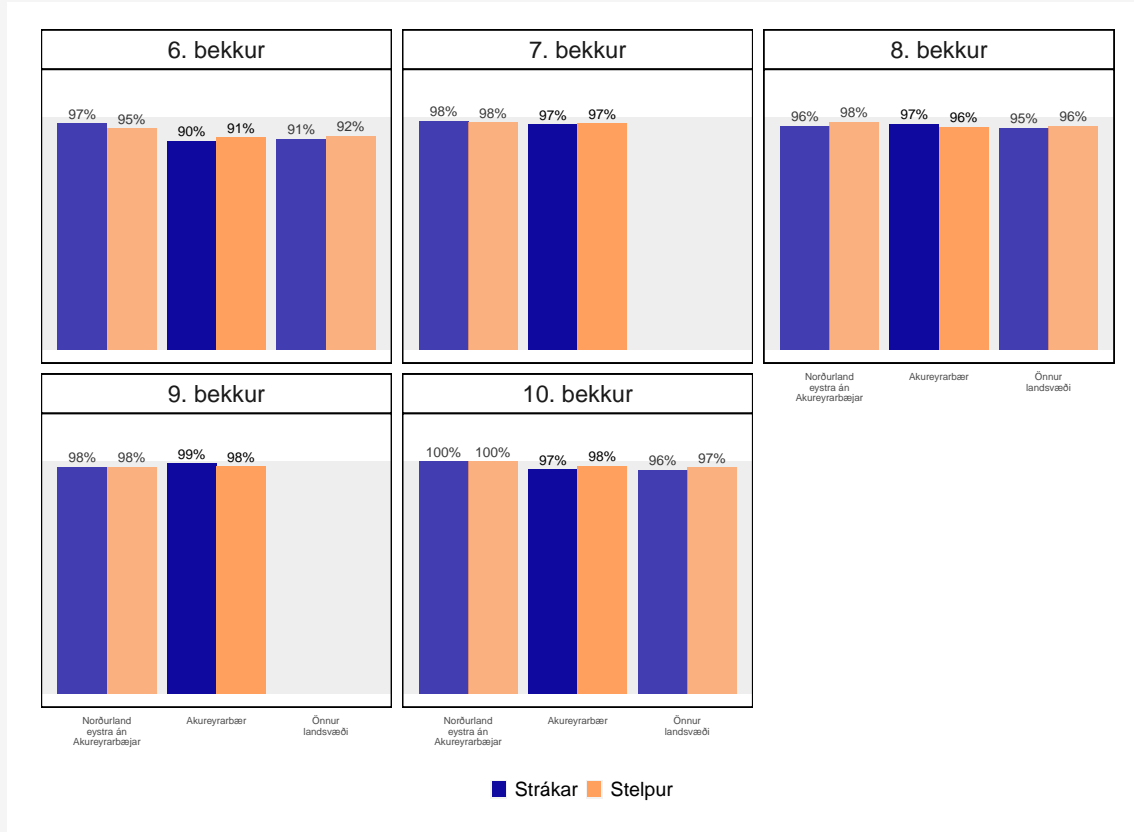 6. bekkur
97%
95%
90%
91%
91%
92%
7. bekkur
98%
98%
97%
97%
8. bekkur
96%
98%
97%
96%
95%
96%
Norðurland
eystra án
Akureyrarbæjar
Akureyrarbær
Önnur
landsvæði
9. bekkur
98%
98%
99%
98%
Norðurland
eystra án
Akureyrarbæjar
Akureyrarbær
Önnur
landsvæði
10. bekkur
100%
100%
97%
98%
96%
97%
Norðurland
eystra án
Akureyrarbæjar
Akureyrarbær
Önnur
landsvæði
Strákar
Stelpur